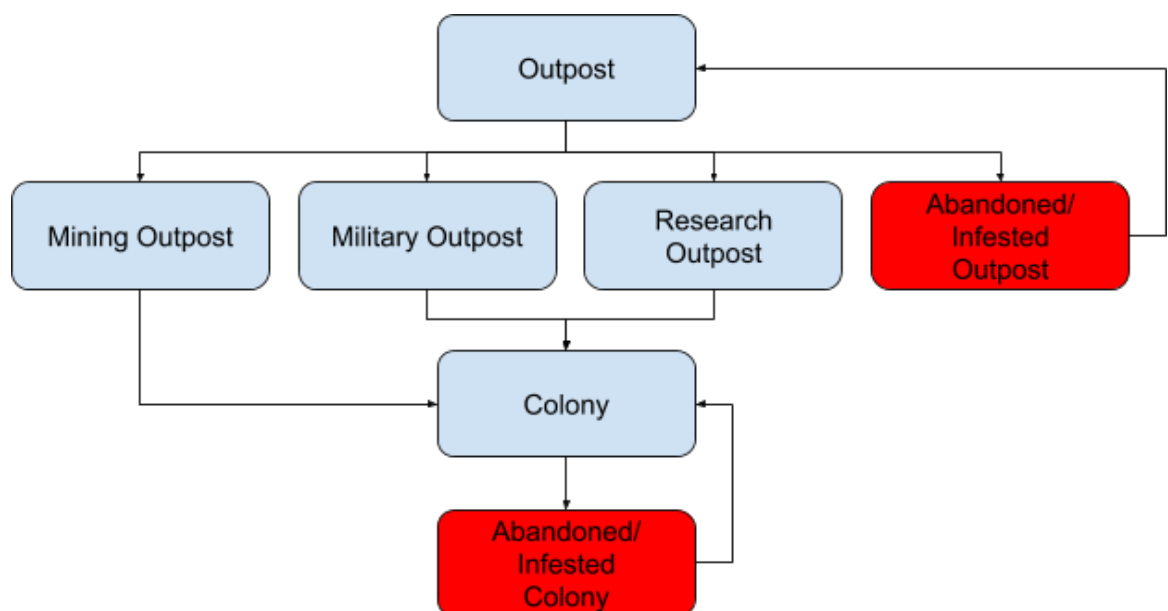 Outpost
Mining Outpost
Military Outpost
Research
Outpost
Abandoned/
Infested
Outpost
Colony
Abandoned/
Infested
Colony